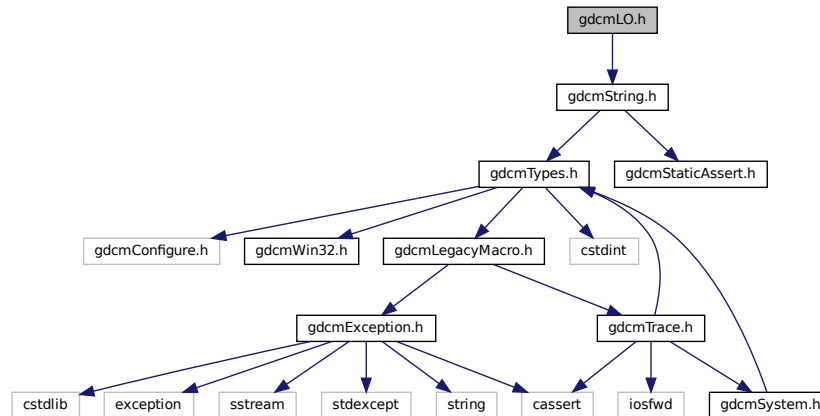 gdcmLO.h
gdcmString.h
gdcmTypes.h
gdcmStaticAssert.h
gdcmConfigure.h
gdcmWin32.h
gdcmLegacyMacro.h
cstdint
gdcmException.h
gdcmTrace.h
cstdlib
exception
sstream
stdexcept
string
cassert
iosfwd
gdcmSystem.h